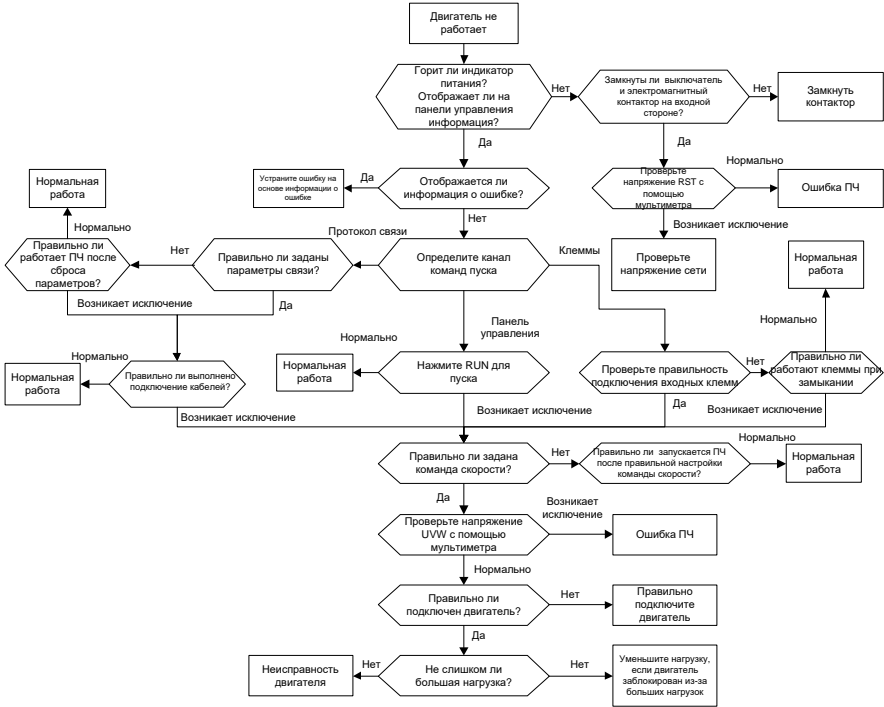 Двигатель не
работает
Горит ли индикатор
питания?
Отображает ли на
панели управления
информация?
Нет
Замкнуты ли выключатель
и электромагнитный
контактор на входной
стороне?
Нет
Замкнуть
контактор
Да
Да
Нормальная
работа
Устраните ошибку на
основе информации о
ошибке
Да
Отображается ли
информация о ошибке?
Проверьте
напряжение RST с
помощью
мультиметра
Нормально
Ошибка ПЧ
Нормально
Нет
Возникает исключение
Протокол связи
Клеммы
Правильно ли
работает ПЧ после
сброса
параметров?
Нет
Правильно ли заданы
параметры связи?
Определите канал
команд пуска
Проверьте
напряжение сети
Нормальная
работа
Возникает исключение
Да
Панель
управления
Нормально
Нормально
Нормально
Нормальная
работа
Правильно ли выполнено
подключение кабелей?
Нормальная
работа
Нажмите RUN для
пуска
Проверьте правильность
подключения входных клемм
Нет
Правильно ли
работают клеммы при
замыкании
Возникает исключение
Возникает исключение
Да
Возникает исключение
Правильно ли задана
команда скорости?
Нет
Правильно ли запускается ПЧ
после правильной настройки
команды скорости?
Нормально
Нормальная
работа
Да
Проверьте напряжение
UVW с помощью
мультиметра
Возникает
исключение
Ошибка ПЧ
Нормально
Правильно ли
подключен двигатель?
Нет
Правильно
подключите
двигатель
Да
Неисправность
двигателя
Нет
Не слишком ли
большая нагрузка?
Нет
Уменьшите нагрузку,
если двигатель
заблокирован из-за
больших нагрузок